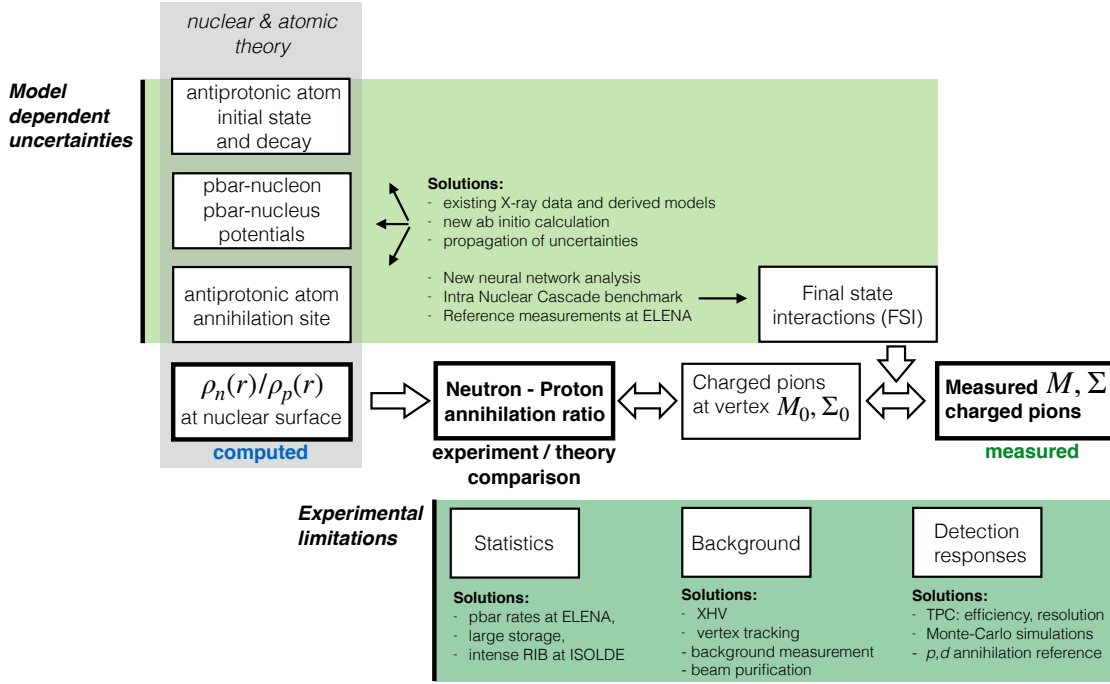 nuclear & atomic
theory
Model
dependent
uncertainties
antiprotonic atom
initial state
and decay
pbar-nucleon
pbar-nucleus
potentials
Solutions:
- existing X-ray data and derived models
- new ab initio calculation
- propagation of uncertainties
- New neural network analysis
- Intra Nuclear Cascade benchmark
- Reference measurements at ELENA
antiprotonic atom
annihilation site
Final state
interactions (FSI)
ρₙ(r)/ρₚ(r)
at nuclear surface
computed
Neutron - Proton
annihilation ratio
experiment / theory
comparison
Charged pions
at vertex M₀, Σ₀
Measured M, Σ
charged pions
measured
Experimental
limitations
Statistics
Solutions:
- pbar rates at ELENA,
- large storage,
- intense RIB at ISOLDE
Background
Solutions:
- XHV
- vertex tracking
- background measurement
- beam purification
Detection
responses
Solutions:
- TPC: efficiency, resolution
- Monte-Carlo simulations
- p,d annihilation reference